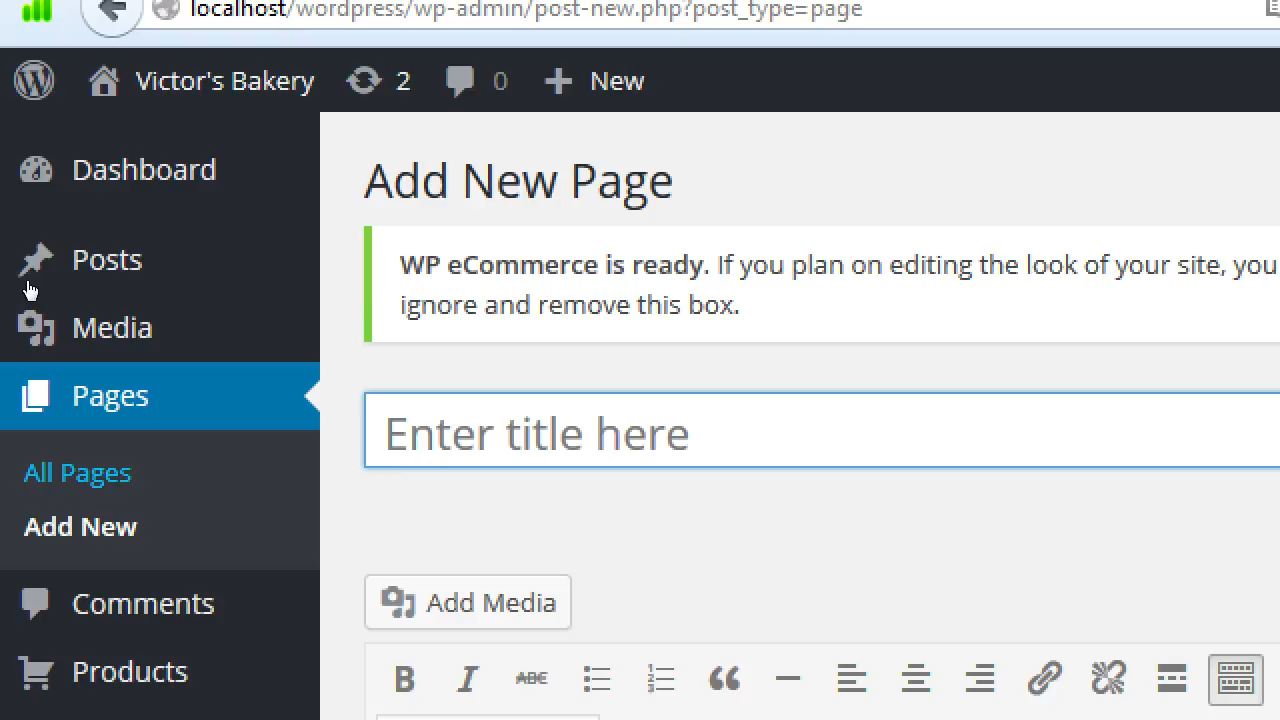 localhost/wordpress/wp-admin/post-new.php?post_type=page
Victor's Bakery 2 0 New
Dashboard
Posts
Media
Pages
All Pages
Add New
Comments
Products
Add New Page
WP eCommerce is ready. If you plan on editing the look of your site, you
ignore and remove this box.
Enter title here
Add Media
B I ABC